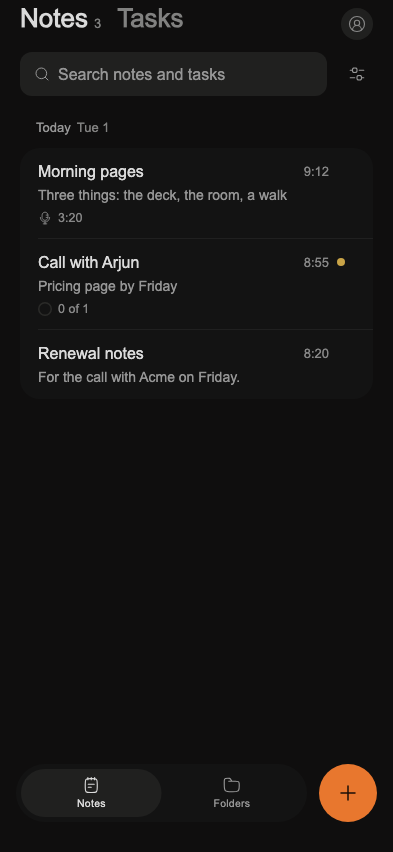 Notes 3 Tasks
Search notes and tasks
Today Tue 1
Morning pages 9:12
Three things: the deck, the room, a walk
3:20
Call with Arjun 8:55
Pricing page by Friday
0 of 1
Renewal notes 8:20
For the call with Acme on Friday.
Notes Folders